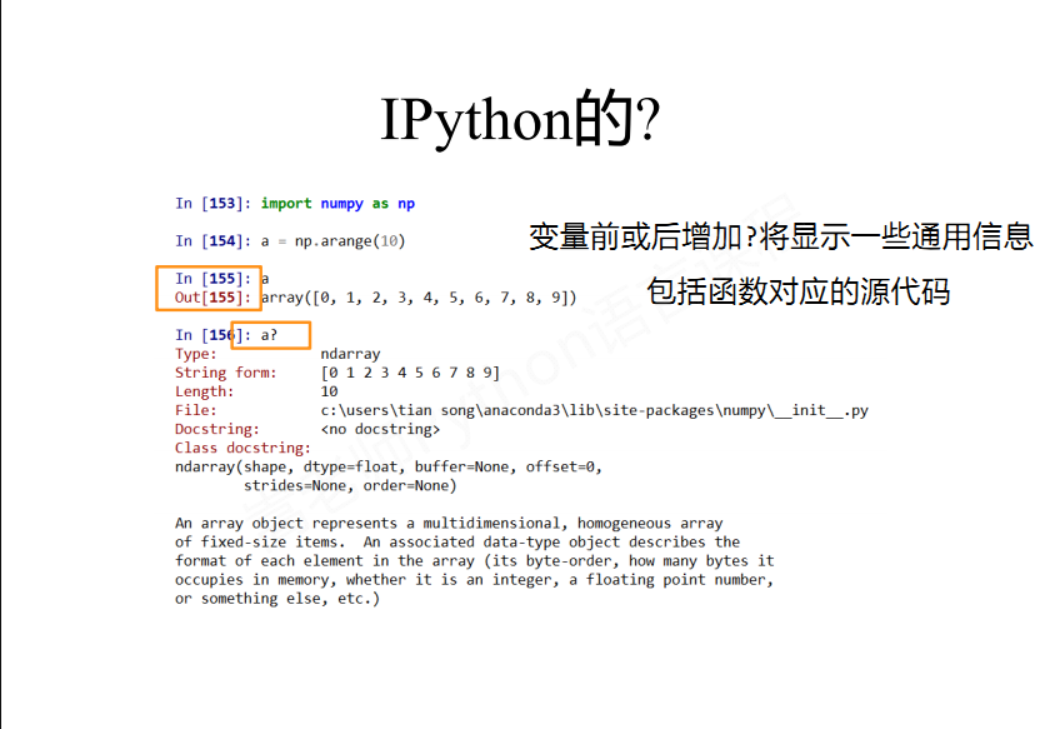 IPython的?
In [153]: import numpy as np
变量前或后增加?将显示一些通用信息
In [154]: a = np.arange(10)
包括函数对应的源代码
In [155]: a
Out[155]: array([0, 1, 2, 3, 4, 5, 6, 7, 8, 9])
In [156]: a?
Type: ndarray
String form: [0 1 2 3 4 5 6 7 8 9]
Length: 10
File: c:\users\tian song\anaconda3\lib\site-packages\numpy\__init__.py
Docstring: <no docstring>
Class docstring:
ndarray(shape, dtype=float, buffer=None, offset=0,
strides=None, order=None)
An array object represents a multidimensional, homogeneous array
of fixed-size items. An associated data-type object describes the
format of each element in the array (its byte-order, how many bytes it
occupies in memory, whether it is an integer, a floating point number,
or something else, etc.)